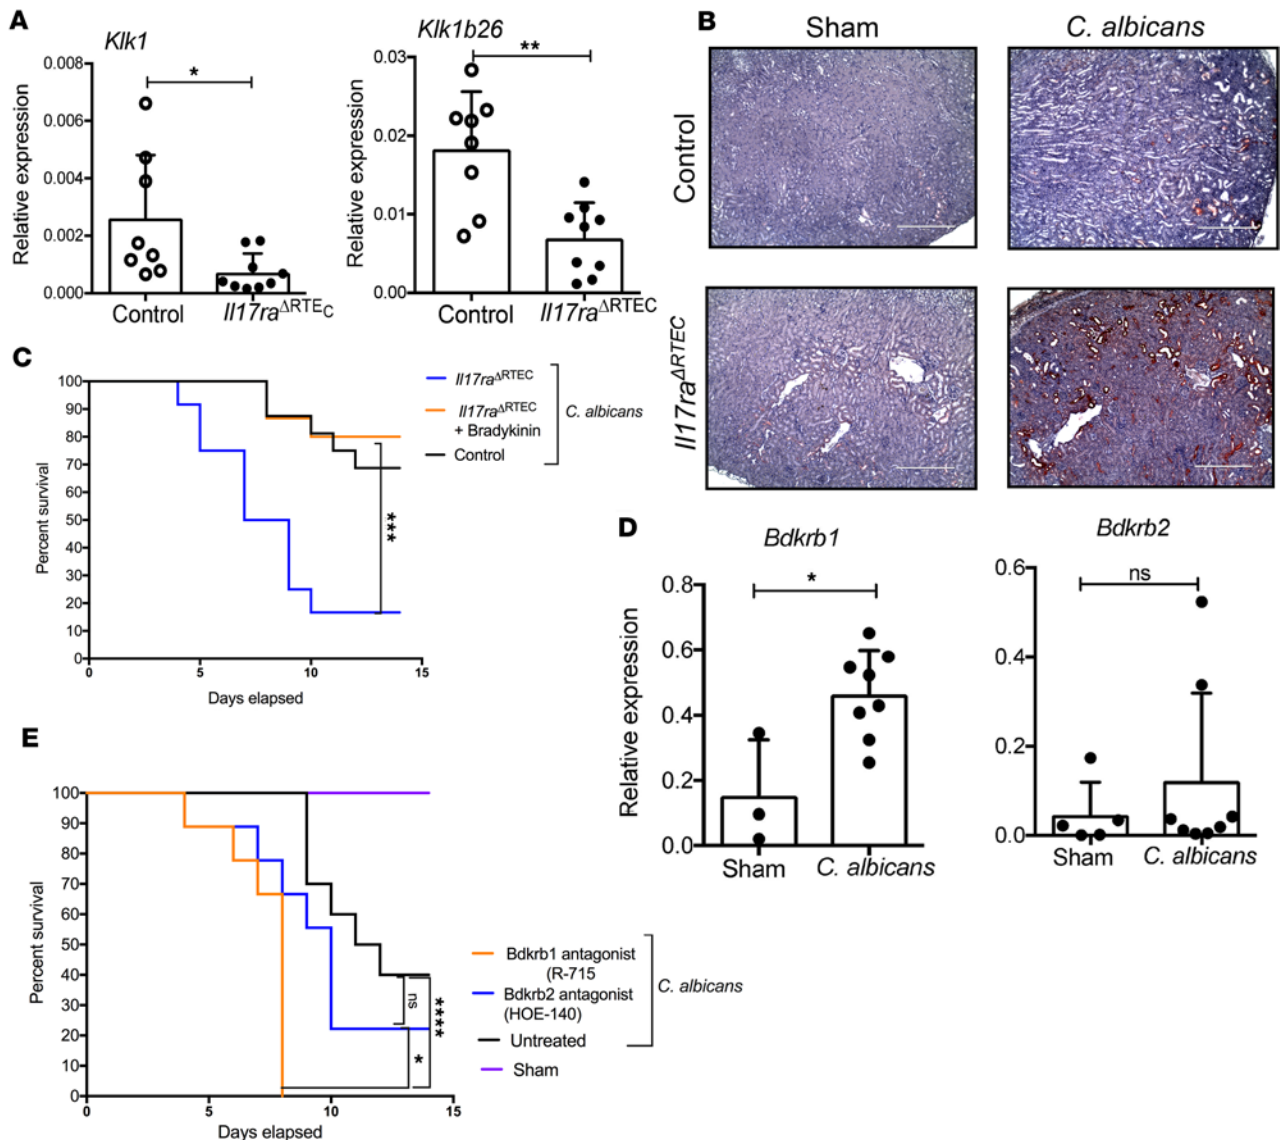 A
Klk1
*
Relative expression
0.008
0.006
0.004
0.002
0.000
Control
Il17raΔRTEC
Klk1b26
**
Relative expression
0.03
0.02
0.01
0.00
Control
Il17raΔRTEC
B
Sham
C. albicans
Control
Il17raΔRTEC
C
Percent survival
100
90
80
70
60
50
40
30
20
10
0
0
5
10
15
Days elapsed
***
Il17raΔRTEC
Il17raΔRTEC
+ Bradykinin
Control
C. albicans
D
Bdkrb1
*
Relative expression
0.8
0.6
0.4
0.2
0.0
Sham
C. albicans
Bdkrb2
ns
0.6
0.4
0.2
0.0
Sham
C. albicans
E
Percent survival
100
90
80
70
60
50
40
30
20
10
0
0
5
10
15
Days elapsed
ns
****
*
Bdkrb1 antagonist
(R-715
Bdkrb2 antagonist
(HOE-140)
Untreated
Sham
C. albicans